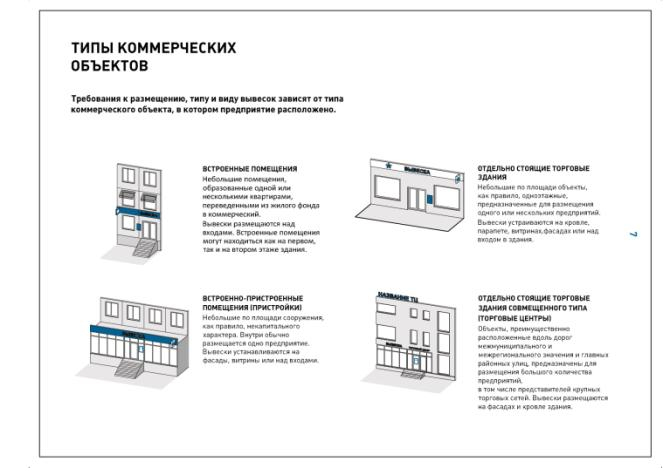 ТИПЫ КОММЕРЧЕСКИХ
ОБЪЕКТОВ
Требования к размещению, типу и виду вывесок зависят от типа
коммерческого объекта, в котором предприятие расположено.
ВСТРОЕННЫЕ ПОМЕЩЕНИЯ
Небольшие помещения,
образованные одной или
несколькими квартирами,
переведенными из жилого фонда
в коммерческий.
Вывески размещаются над
входами. Встроенные помещения
могут находиться как на первом,
так и на втором этаже здания.
ВЫВЕСКА
ВЫВЕСКА
ОТДЕЛЬНО СТОЯЩИЕ ТОРГОВЫЕ
ЗДАНИЯ
Небольшие по площади объекты,
как правило, одноэтажные,
предназначенные для размещения
одного или нескольких предприятий.
Вывески устраиваются на кровле,
парапете, витринах,фасадах или над
входом в здания.
7
ВСТРОЕННО-ПРИСТРОЕННЫЕ
ПОМЕЩЕНИЯ (ПРИСТРОЙКИ)
Небольшие по площади сооружения,
как правило, некапитального
характера. Внутри обычно
размещается одно предприятие.
Вывески устанавливаются на
фасады, витрины или над входами.
ВЫВЕСКА
НАЗВАНИЕ ТЦ
ВЫВЕСКА
ОТДЕЛЬНО СТОЯЩИЕ ТОРГОВЫЕ
ЗДАНИЯ СОВМЕЩЕННОГО ТИПА
(ТОРГОВЫЕ ЦЕНТРЫ)
Объекты, преимущественно
расположенные вдоль дорог
межмуниципального и
межрегионального значения и главных
районных улиц, предназначены для
размещения большого количества
предприятий,
в том числе представителей крупных
торговых сетей. Вывески размещаются
на фасадах и кровле здания.